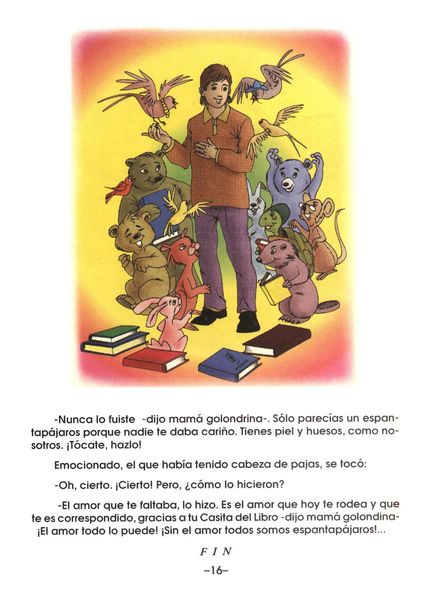 -Nunca lo fuiste -dijo mamá golondrina-. Sólo parecías un espan-
tapájaros porque nadie te daba cariño. Tienes piel y huesos, como no-
sotros. ¡Tócate, hazlo!
Emocionado, el que había tenido cabeza de pajas, se tocó:
-Oh, cierto. ¡Cierto! Pero, ¿cómo lo hicieron?
-El amor que te faltaba, lo hizo. Es el amor que hoy te rodea y que
te es correspondido, gracias a tu Casita del Libro -dijo mamá golondina-
¡El amor todo lo puede! ¡Sin el amor todos somos espantapájaros!...
F I N
–16–